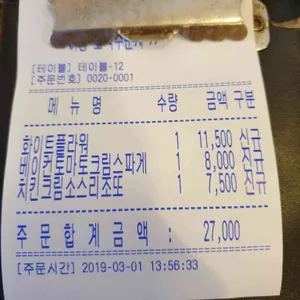 [테이블] 테이블-12
[주문번호] 0020-0001
메 뉴 명 수량 금액 구분
화이트플라워 1 11,500 신규
베이컨토마토크림스파게 1 8,000 신규
치킨크림소스리조또 1 7,500 신규
주 문 합 계 금 액 : 27,000
[주문시간] 2019-03-01 13:56:33